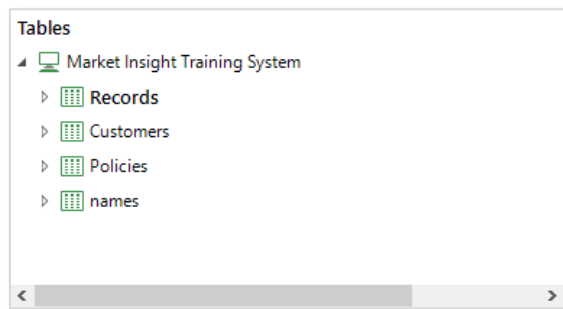 Tables
Market Insight Training System
Records
Customers
Policies
names